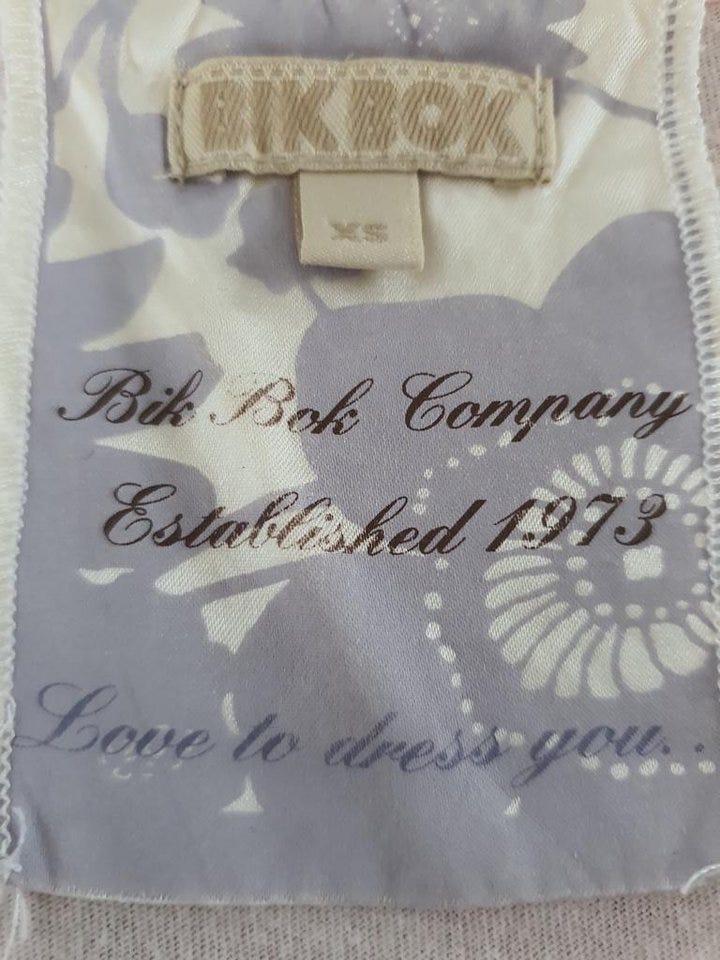 BIK BOK
XS
Bik Bok Company
Established 1973
Love to dress you...